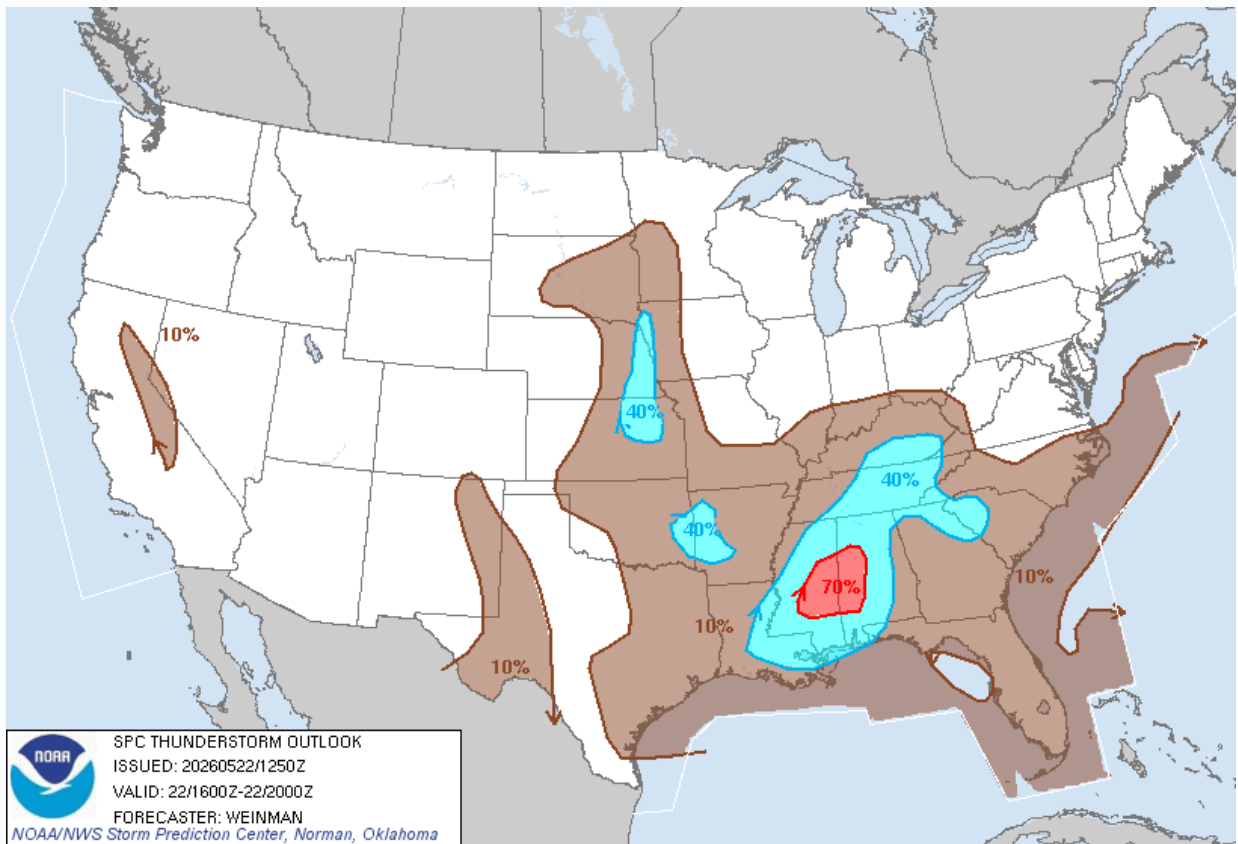 10%
40%
40%
40%
70%
10%
10%
10%
NOAA
SPC THUNDERSTORM OUTLOOK
ISSUED: 20260522/1250Z
VALID: 22/1600Z-22/2000Z
FORECASTER: WEINMAN
NOAA/NWS Storm Prediction Center, Norman, Oklahoma